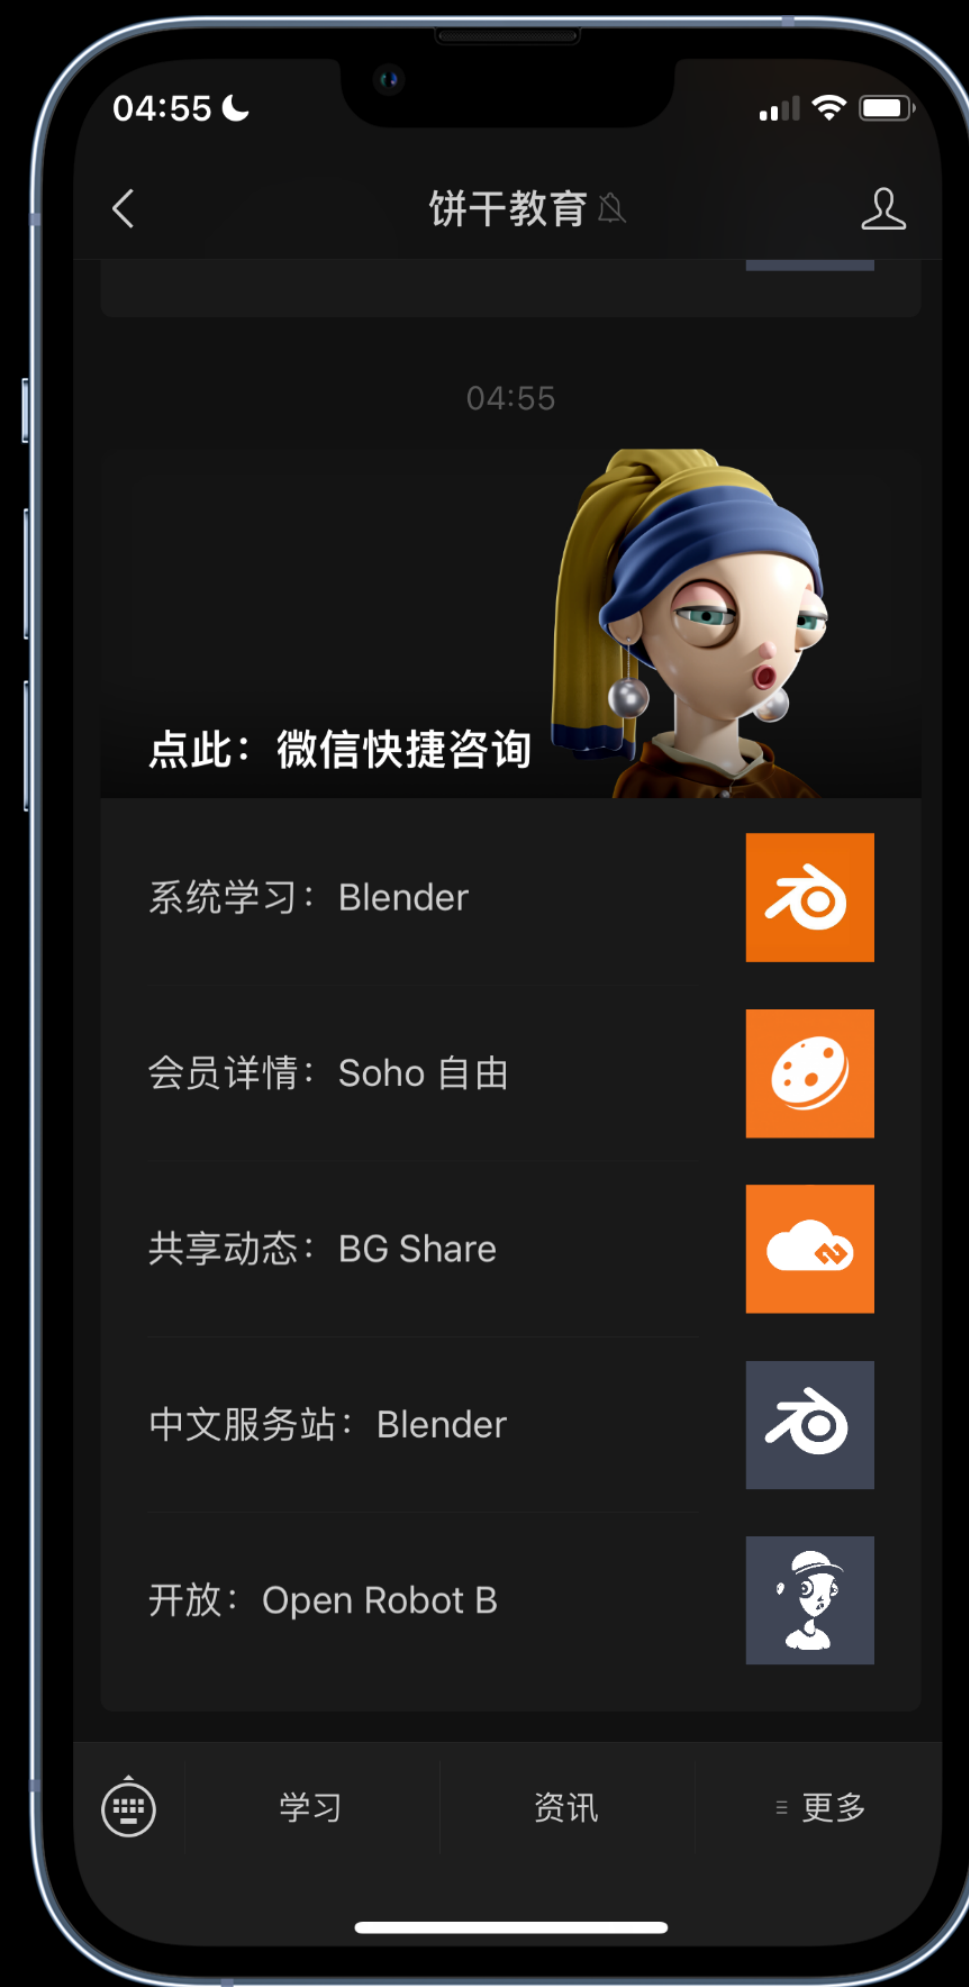 04:55
饼干教育
04:55
点此：微信快捷咨询
系统学习：Blender
会员详情：Soho 自由
共享动态：BG Share
中文服务站：Blender
开放：Open Robot B
学习
资讯
更多